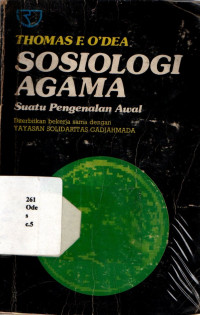 THOMAS F. O'DEA
SOSIOLOGI
AGAMA
Suatu Pengenalan Awal
Diterbitkan bekerja sama dengan
YAYASAN SOLIDARITAS GADJAHMADA
261
Ode
s
c.5